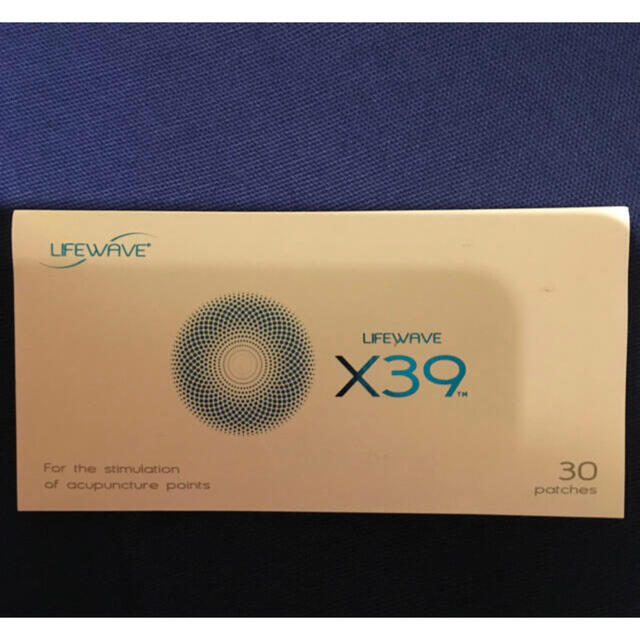 LIFEWAVE
LIFEWAVE
X39™
For the stimulation
of acupuncture points
30
patches